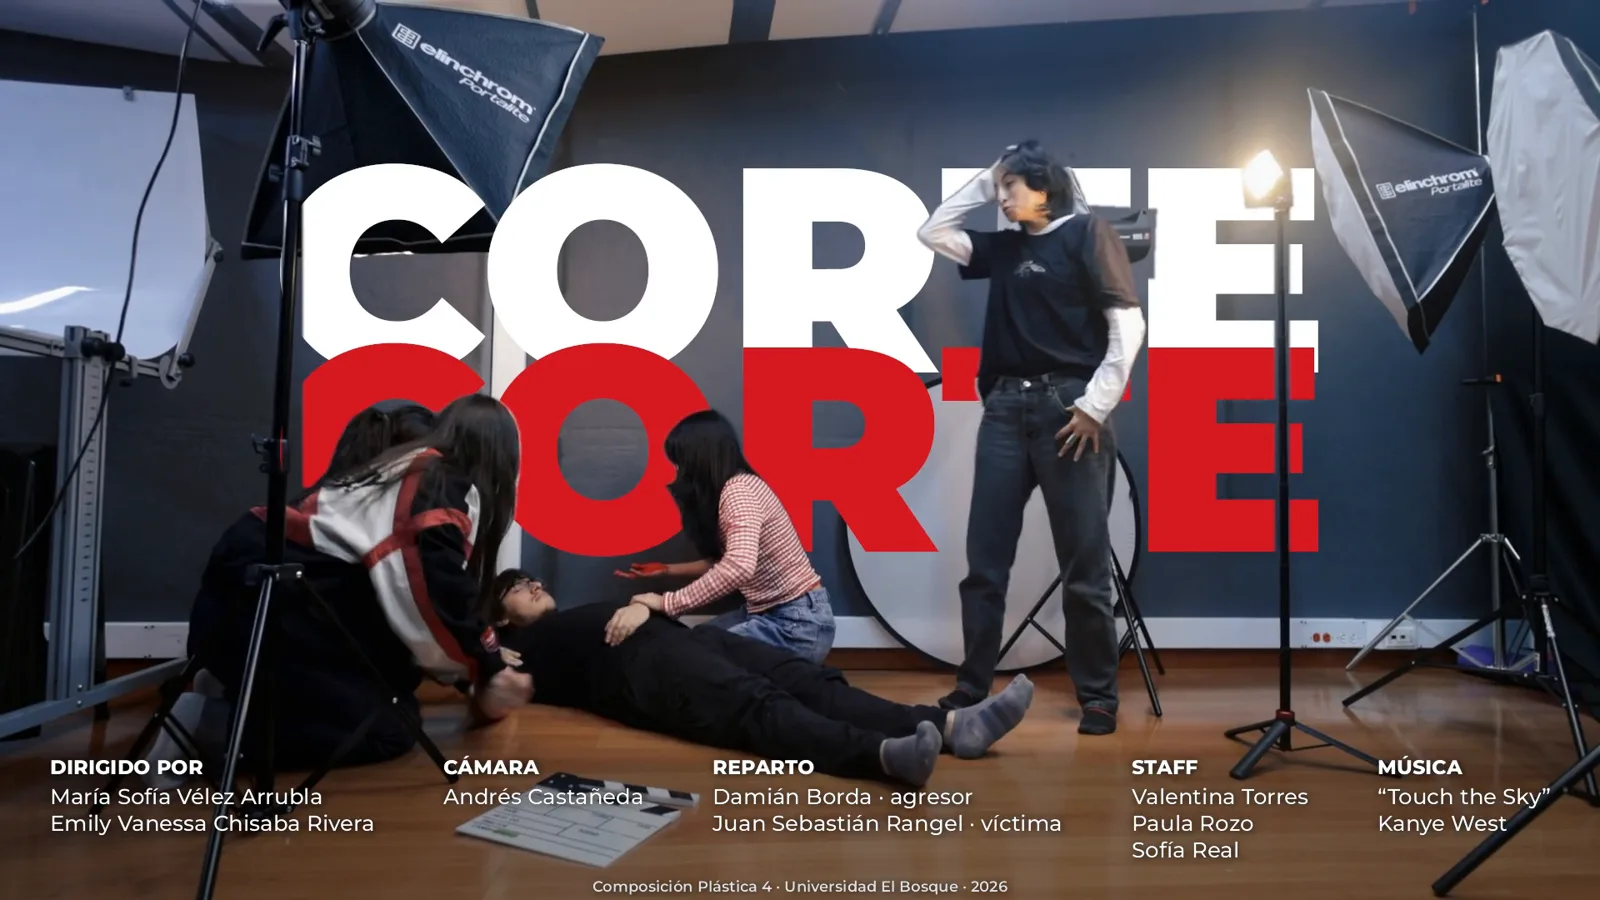 elinchrom
Portalite
elinchrom
Portalite
CORTE
CORTE
DIRIGIDO POR
María Sofía Vélez Arrubla
Emily Vanessa Chisaba Rivera
CÁMARA
Andrés Castañeda
REPARTO
Damián Borda · agresor
Juan Sebastián Rangel · víctima
STAFF
Valentina Torres
Paula Rozo
Sofía Real
MÚSICA
“Touch the Sky”
Kanye West
Composición Plástica 4 · Universidad El Bosque · 2026